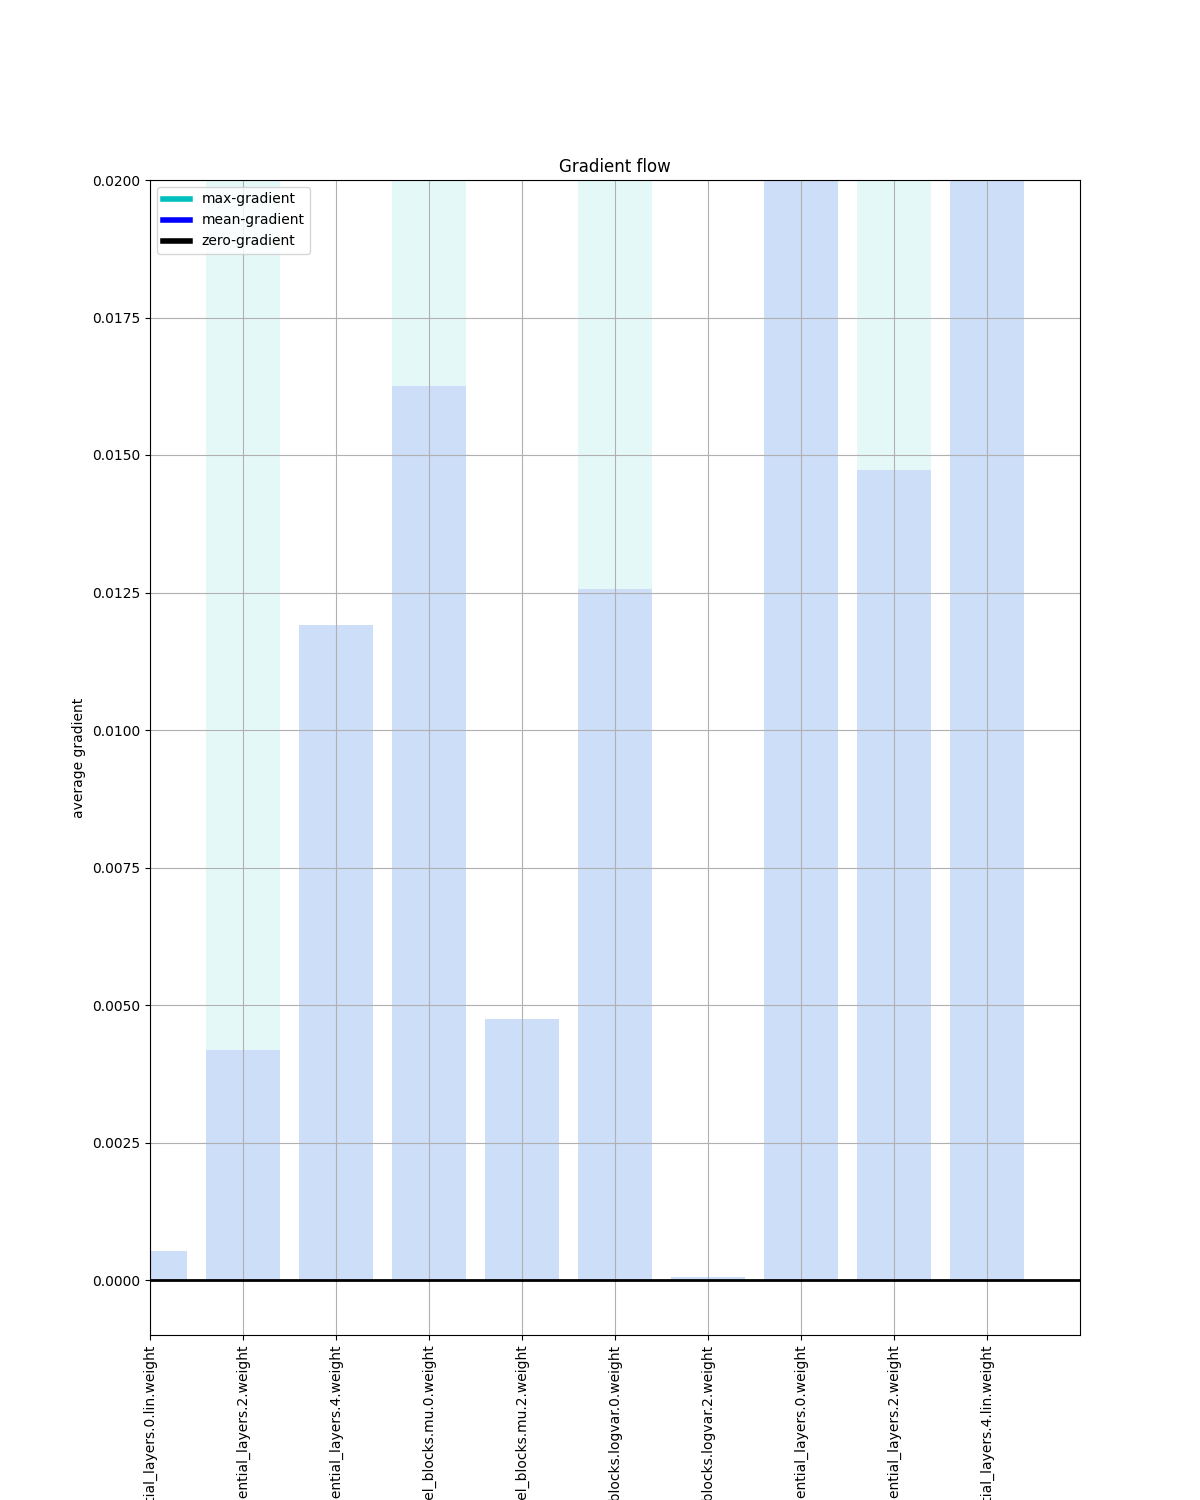 Gradient flow
max-gradient
mean-gradient
zero-gradient
0.0200
0.0175
0.0150
0.0125
0.0100
0.0075
0.0050
0.0025
0.0000
average gradient
tial_layers.0.lin.weight
ential_layers.2.weight
ential_layers.4.weight
el_blocks.mu.0.weight
el_blocks.mu.2.weight
blocks.logvar.0.weight
blocks.logvar.2.weight
ential_layers.0.weight
ential_layers.2.weight
tial_layers.4.lin.weight